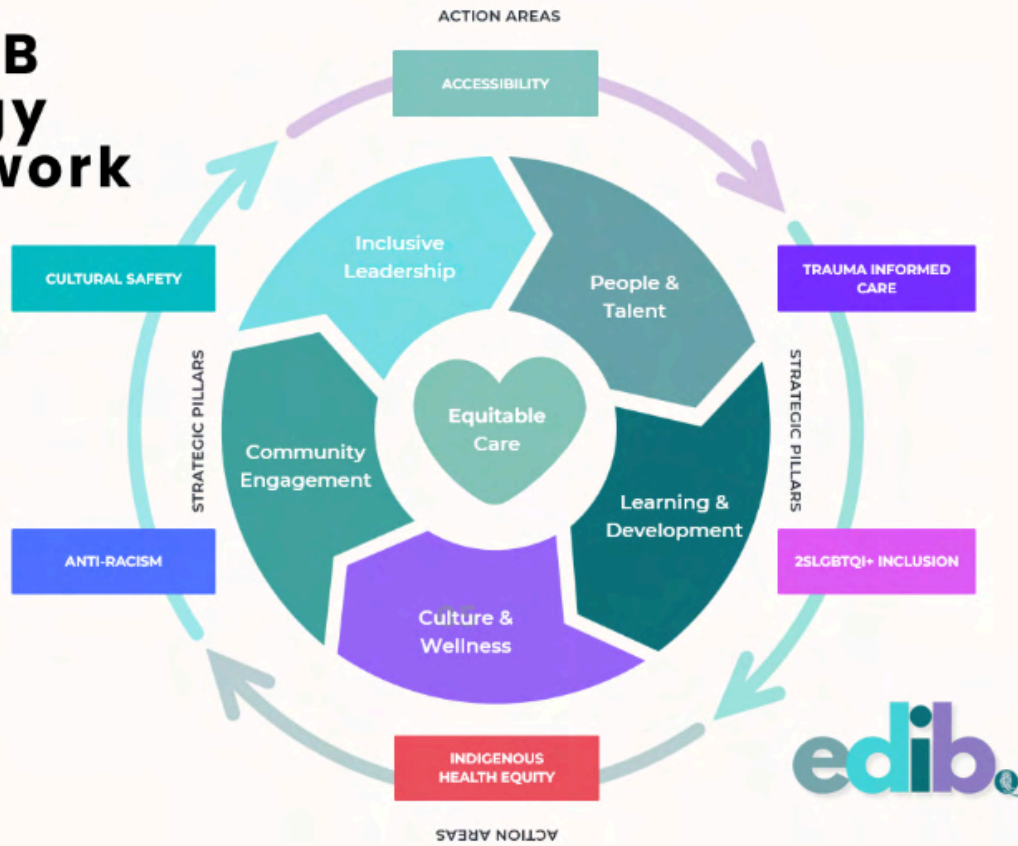 B
gy
work
ACTION AREAS
ACCESSIBILITY
CULTURAL SAFETY
TRAUMA INFORMED
CARE
Inclusive
Leadership
People &
Talent
STRATEGIC PILLARS
STRATEGIC PILLARS
Equitable
Care
Community
Engagement
Learning &
Development
ANTI-RACISM
2SLGBTQI+ INCLUSION
Culture &
Wellness
INDIGENOUS
HEALTH EQUITY
edib
ACTION AREAS